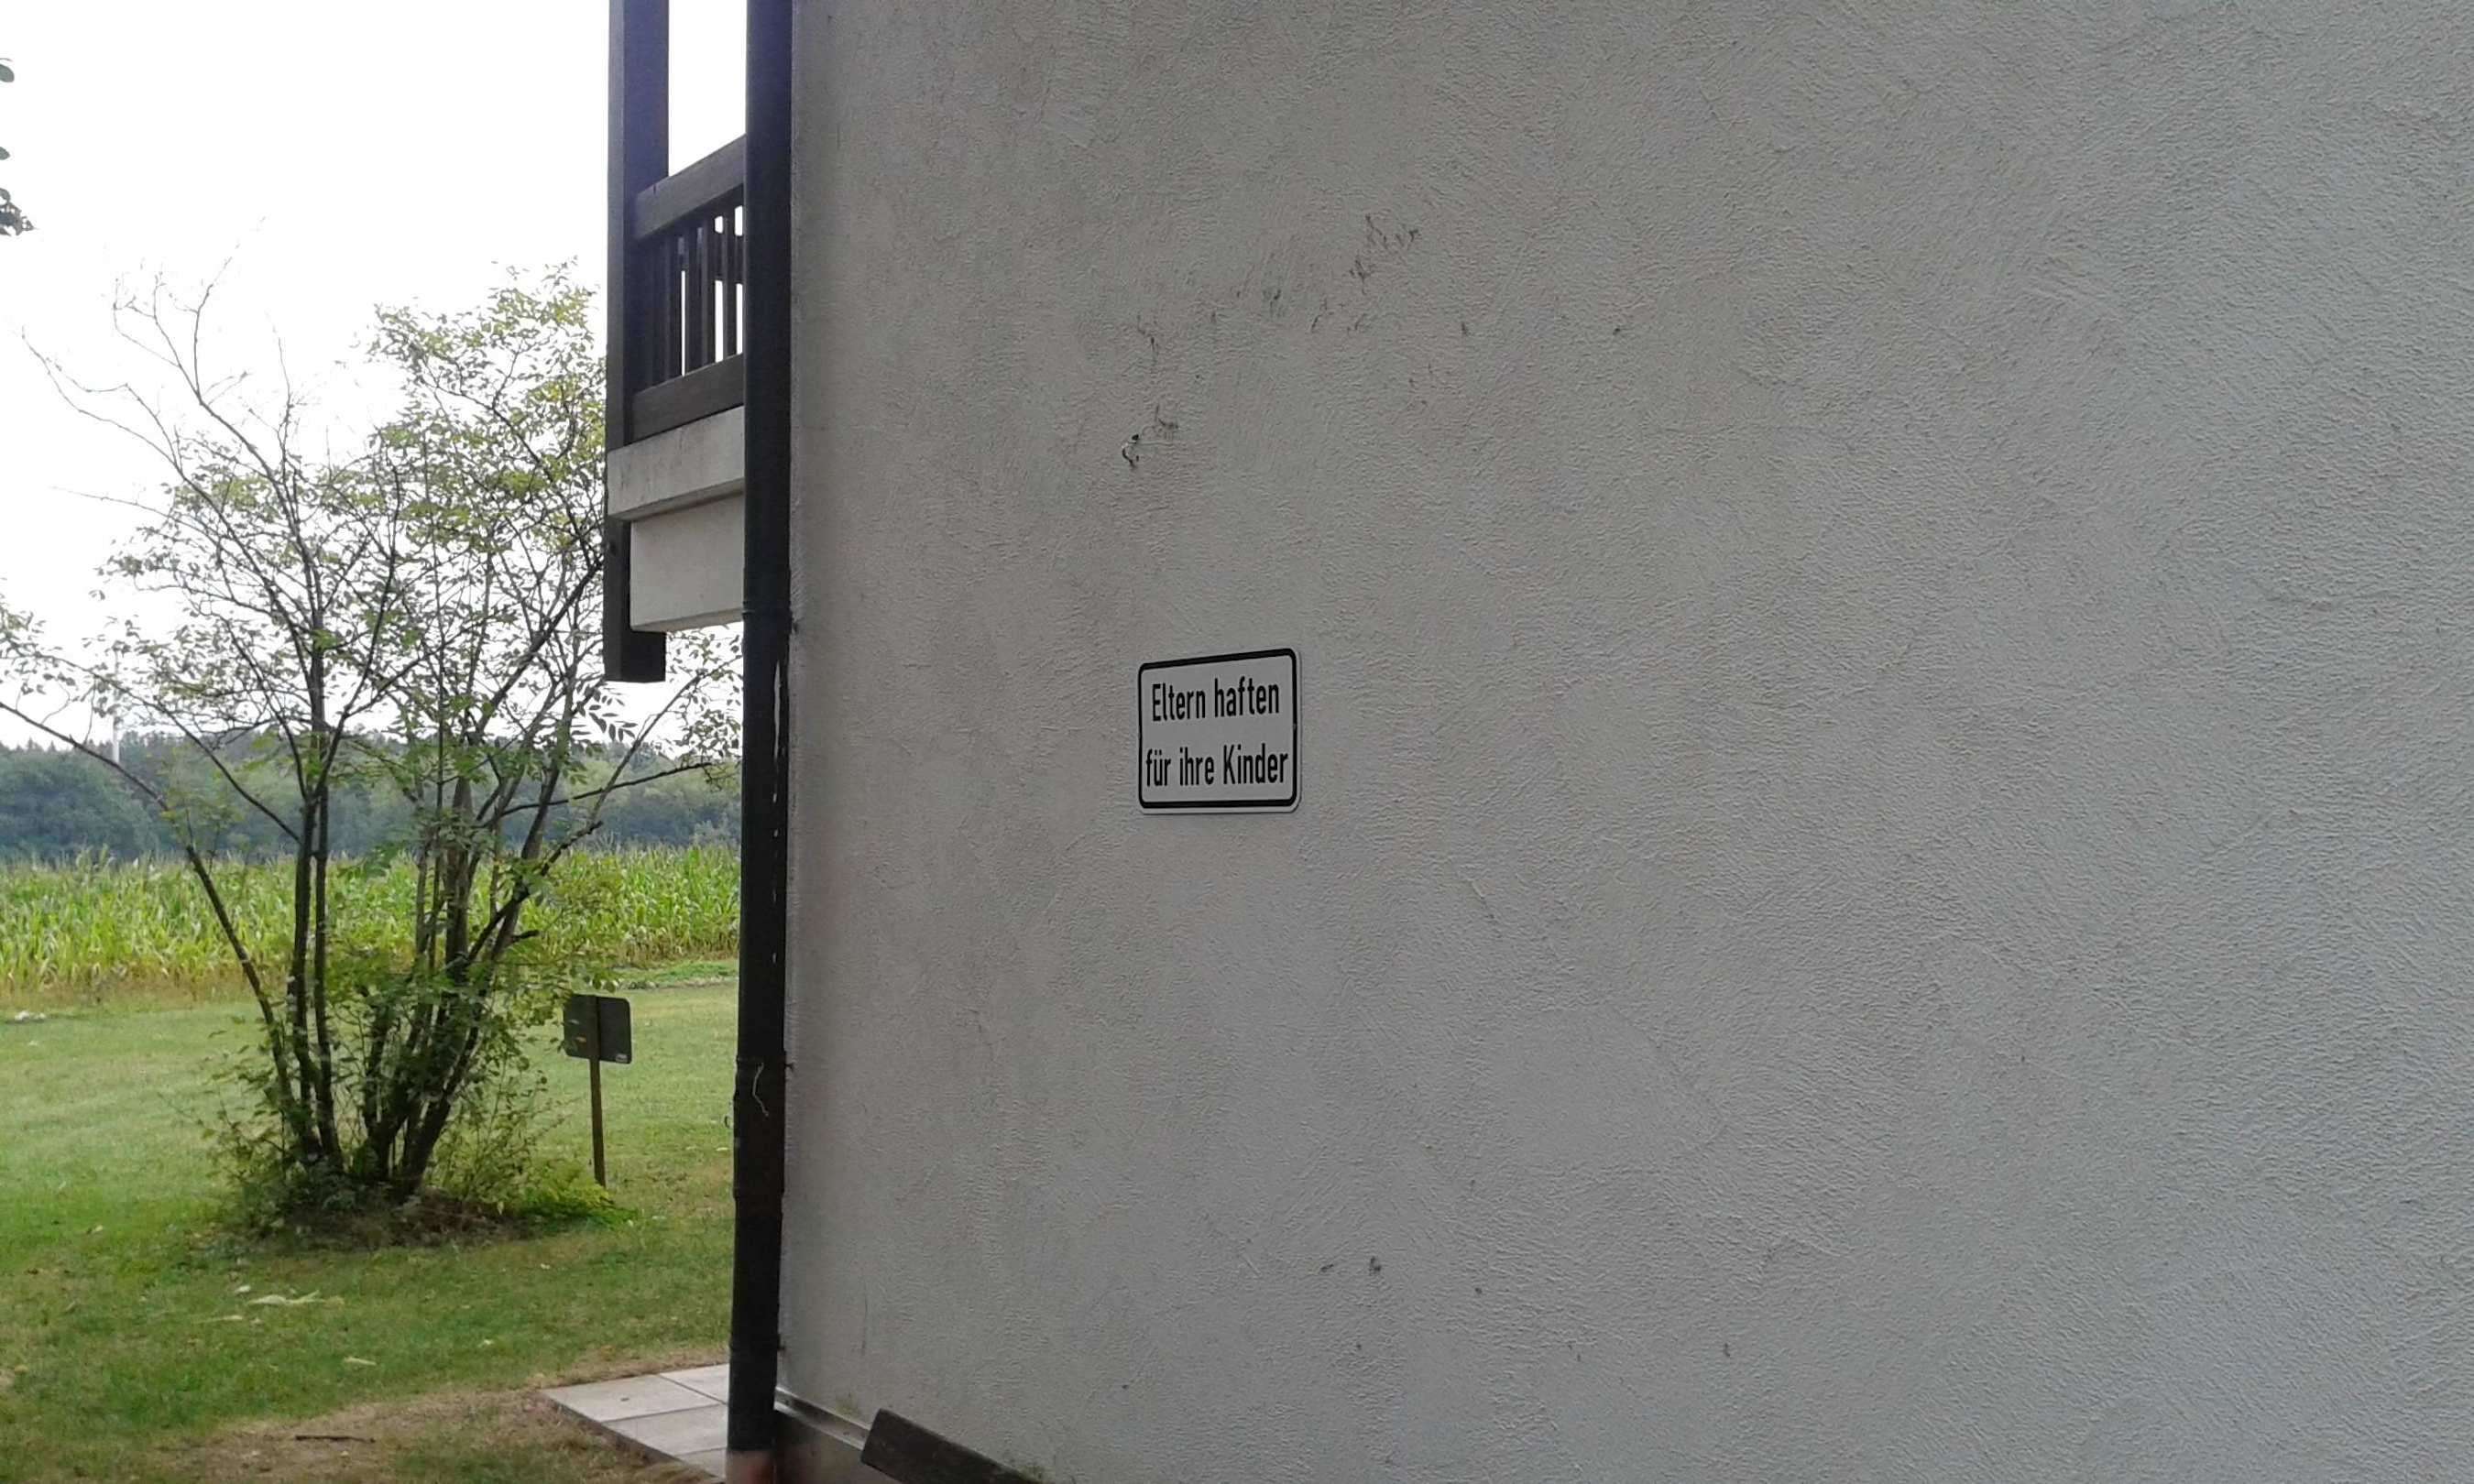 Eltern haften
für ihre Kinder